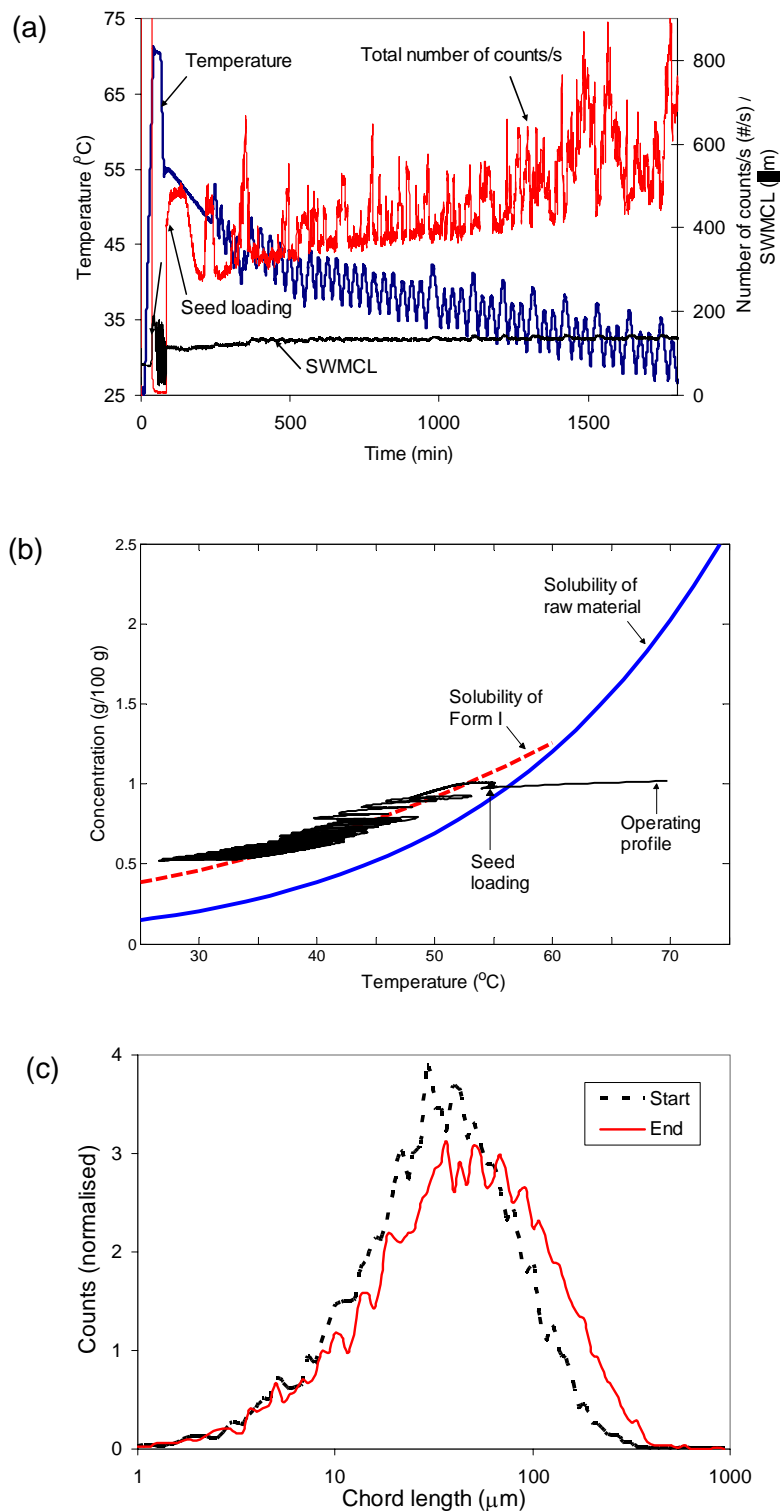 (a)
75
65
55
45
35
25
Temperature (⁰C)
Temperature
Total number of counts/s
Seed loading
SWMCL
800
600
400
200
0
Number of counts/s (#/s) /
SWMCL ( m)
0
500
1000
1500
Time (min)
(b)
2.5
2
1.5
1
0.5
0
Concentration (g/100 g)
Solubility of
raw material
Solubility of
Form I
Operating
profile
Seed
loading
30
40
50
60
70
Temperature (⁰C)
(c)
4
3
2
1
0
Counts (normalised)
Start
End
1
10
100
1000
Chord length (μm)